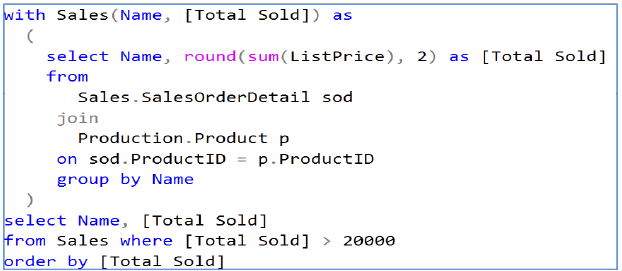 with Sales(Name, [Total Sold]) as
(
select Name, round(sum(ListPrice), 2) as [Total Sold]
from
Sales.SalesOrderDetail sod
join
Production.Product p
on sod.ProductID = p.ProductID
group by Name
)
select Name, [Total Sold]
from Sales where [Total Sold] > 20000
order by [Total Sold]